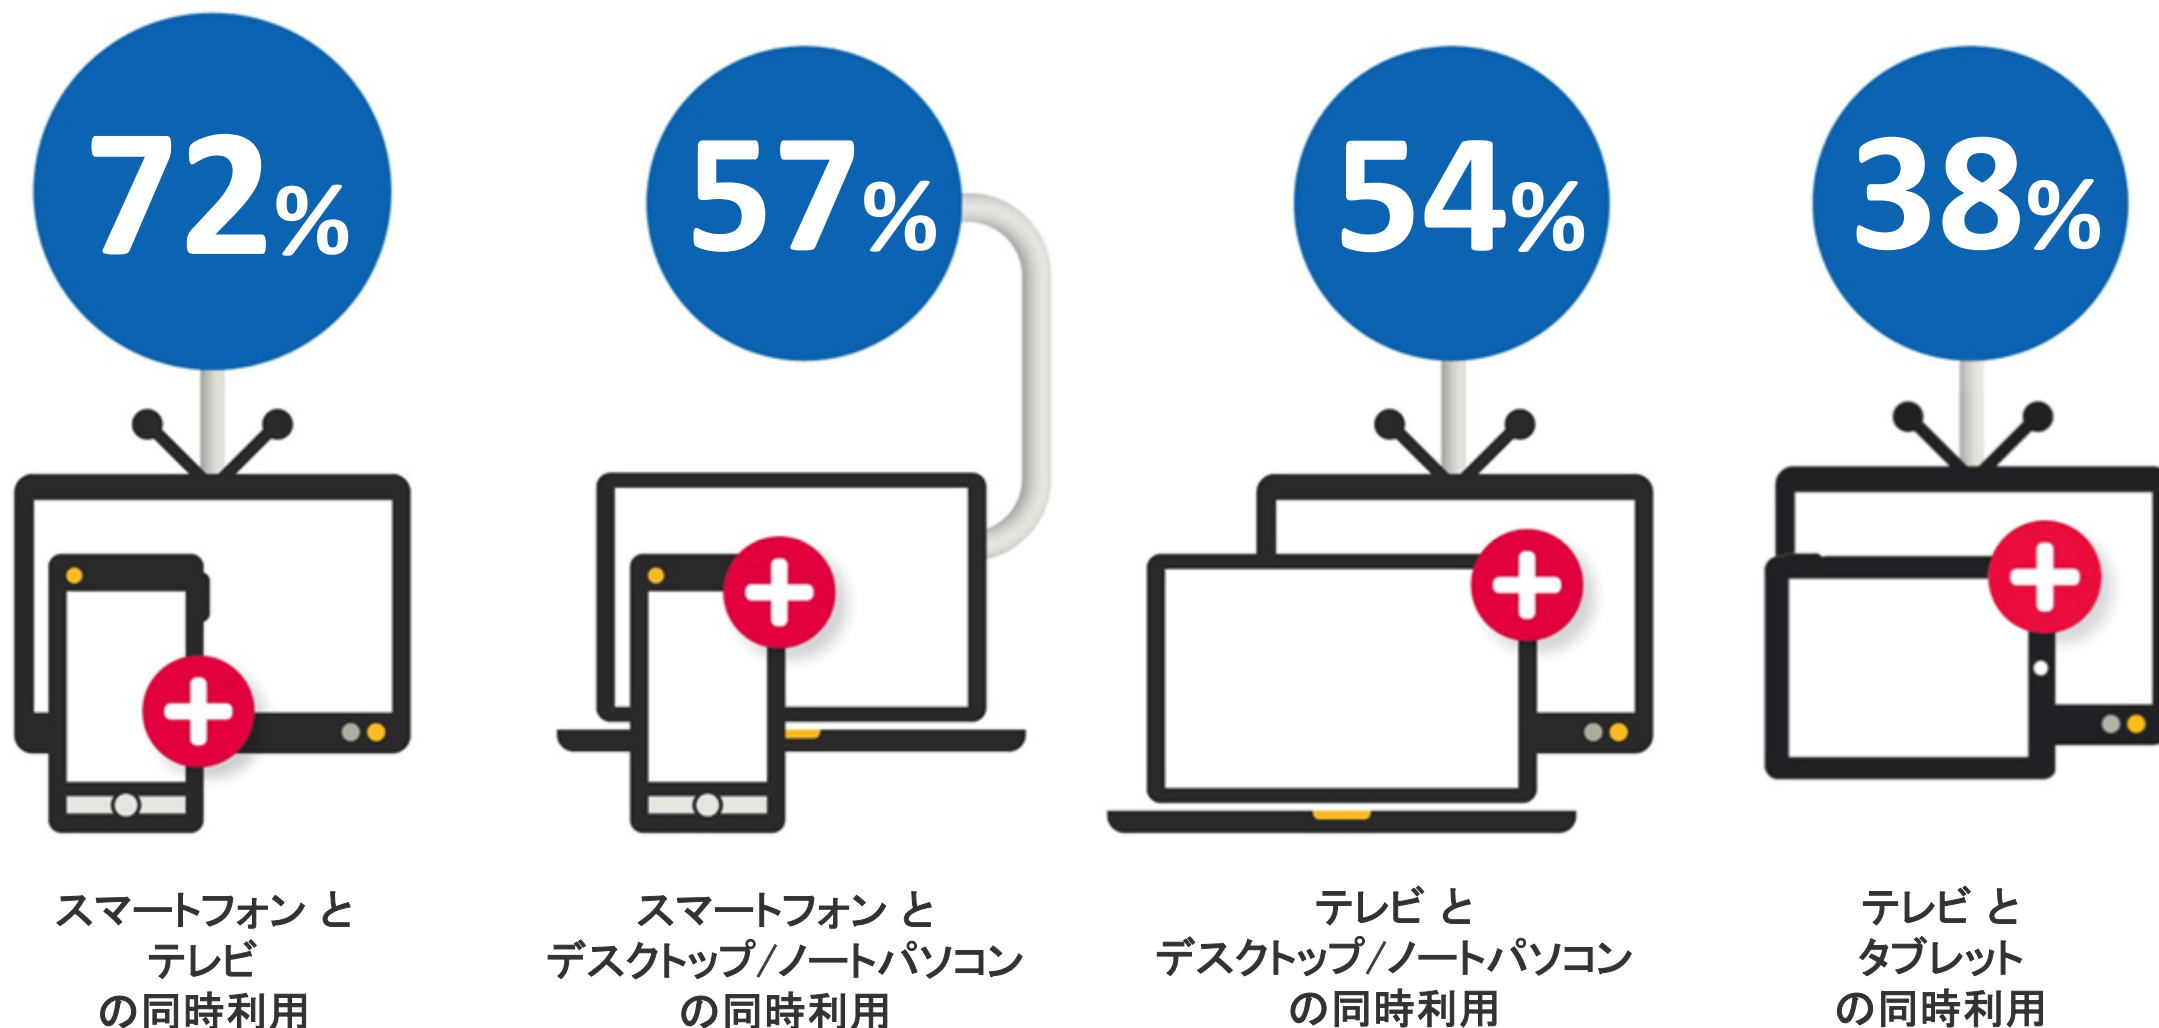 72%
57%
54%
38%
スマートフォン と
テレビ
の同時利用
スマートフォン と
デスクトップ/ノートパソコン
の同時利用
テレビ と
デスクトップ/ノートパソコン
の同時利用
テレビ と
タブレット
の同時利用